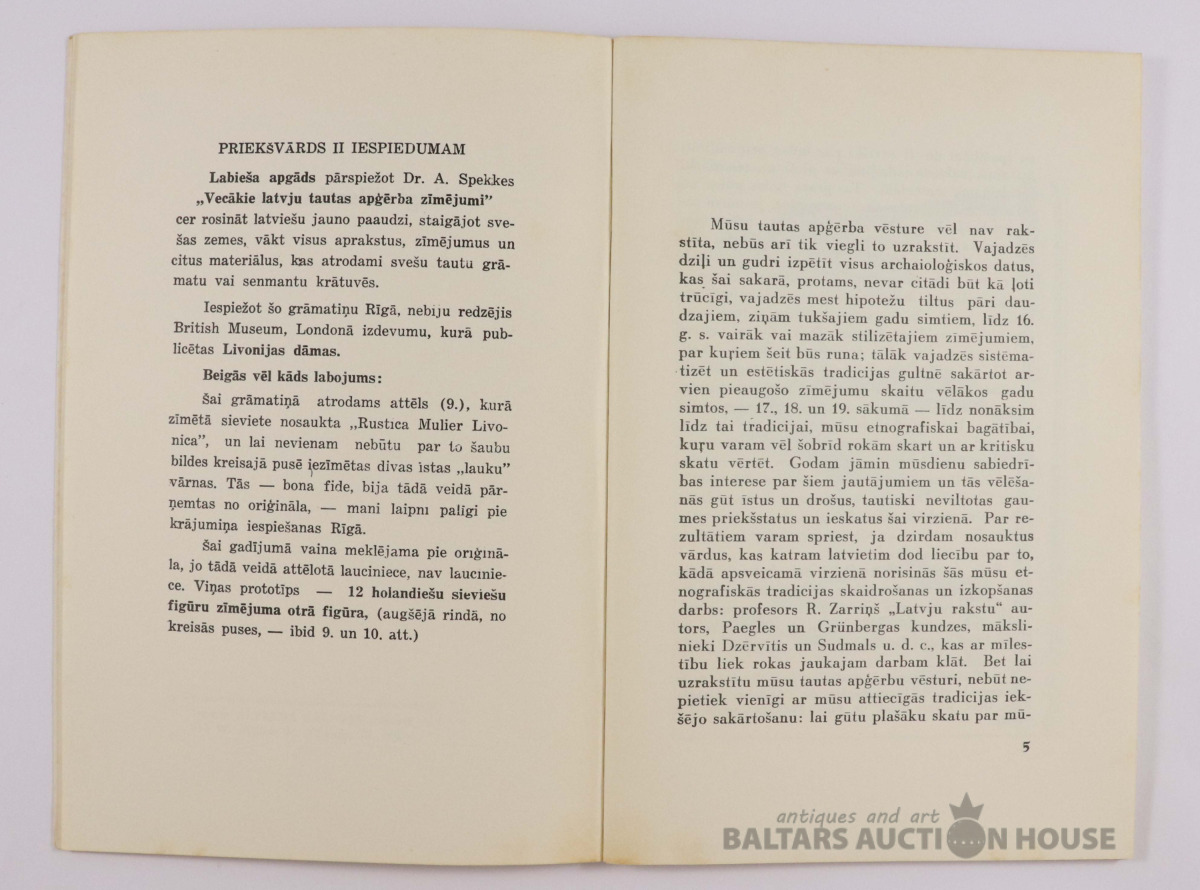 PRIEKŠVĀRDS II IESPIEDUMAM
Labieša apgāds pārspiežot Dr. A. Spekkes
„Vecākie latvju tautas apģērba zīmējumi"
cer rosināt latviešu jauno paaudzi, staigājot sve-
šas zemes, vākt visus aprakstus, zīmējumus un
citus materiālus, kas atrodami svešu tautu grā-
matu vai senmantu krātuvēs.
Iespiežot šo grāmatiņu Rīgā, nebiju redzējis
British Museum, Londonā izdevumu, kurā pub-
licētas Livonijas dāmas.
Beigās vēl kāds labojums:
Šai grāmatiņā atrodams attēls (9.), kurā
zīmētā sieviete nosaukta „Rustica Mulier Livo-
nica", un lai nevienam nebūtu par to šaubu
bildes kreisajā pusē iezīmētas divas īstas „lauku"
vārnas. Tās — bona fide, bija tādā veidā pār-
ņemtas no oriģināla, — mani laipni palīgi pie
krājumiņa iespiešanas Rīgā.
Šai gadījumā vaina meklējama pie oriģinā-
la, jo tādā veidā attēlotā lauciniece, nav laucinie-
ce. Viņas prototīps — 12 holandiešu sieviešu
figūru zīmējuma otrā figūra, (augšējā rindā, no
kreisās puses, — ibid 9. un 10. att.)
Mūsu tautas apģērba vēsture vēl nav rak-
stīta, nebūs arī tik viegli to uzrakstīt. Vajadzēs
dziļi un gudri izpētīt visus archaioloģiskos datus,
kas šai sakarā, protams, nevar citādi būt kā ļoti
trūcīgi, vajadzēs mest hipotežu tiltus pāri dau-
dzajiem, ziņām tukšajiem gadu simtiem, līdz 16.
g. s. vairāk vai mazāk stilizētajiem zīmējumiem,
par kuŗiem šeit būs runa; tālāk vajadzēs sistēma-
tizēt un estētiskās tradicijas gultnē sakārtot ar-
vien pieaugošo zīmējumu skaitu vēlākos gadu
simtos, — 17., 18. un 19. sākumā — līdz nonāksim
līdz tai tradicijai, mūsu etnografiskai bagātībai,
kuŗu varam vēl šobrīd rokām skart un ar kritisku
skatu vērtēt. Godam jāmin mūsdienu sabiedrī-
bas interese par šiem jautājumiem un tās vēlēša-
nās gūt īstus un drošus, tautiski neviltotas gau-
mes priekšstatus un ieskatus šai virzienā. Par re-
zultātiem varam spriest, ja dzirdam nosauktus
vārdus, kas katram latvietim dod liecību par to,
kādā apsveicamā virzienā norisinās šās mūsu et-
nografiskās tradicijas skaidrošanas un izkopšanas
darbs: profesors R. Zarriņš „Latvju rakstu“ au-
tors, Paegles un Grünbergas kundzes, māksli-
nieki Dzērvītis un Sudmals u. d. c., kas ar mīles-
tību liek rokas jaukajam darbam klāt. Bet lai
uzrakstītu mūsu tautas apģērbu vēsturi, nebūt ne-
pietiek vienīgi ar mūsu attiecīgās tradicijas iek-
šējo sakārtošanu: lai gūtu plašāku skatu par mū-
5
antiques and art
BALTARS AUCTION HOUSE